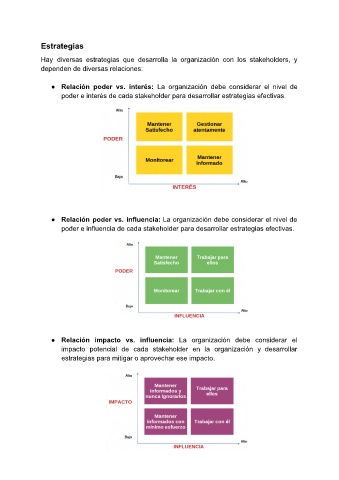 Estrategias
Hay diversas estrategias que desarrolla la organización con los stakeholders, y
dependen de diversas relaciones:
● Relación poder vs. interés: La organización debe considerar el nivel de
poder e interés de cada stakeholder para desarrollar estrategias efectivas.
Alto
Mantener
Satisfecho
Gestionar
atentamente
PODER
Monitorear
Mantener
informado
Bajo
Alto
INTERÉS
● Relación poder vs. influencia: La organización debe considerar el nivel de
poder e influencia de cada stakeholder para desarrollar estrategias efectivas.
Alto
Mantener
Satisfecho
Trabajar para
ellos
PODER
Monitorear
Trabajar con él
Bajo
Alto
INFLUENCIA
● Relación impacto vs. influencia: La organización debe considerar el
impacto potencial de cada stakeholder en la organización y desarrollar
estrategias para mitigar o aprovechar ese impacto.
Alto
Mantener
informados y
nunca ignorarlos
Trabajar para
ellos
IMPACTO
Mantener
informados con
mínimo esfuerzo
Trabajar con él
Bajo
Alto
INFLUENCIA